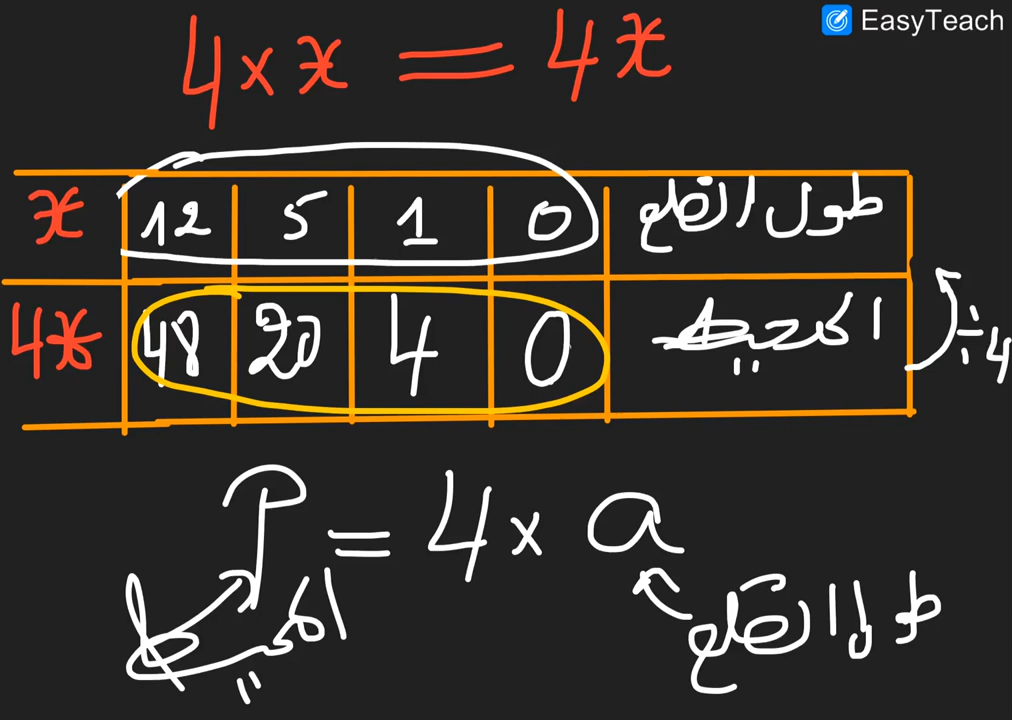 EasyTeach
4 × x = 4x
x 12 5 1 0 طول الضلع
4x 48 20 4 0 المحيط
÷4
P = 4 × a
المحيط
طول الضلع